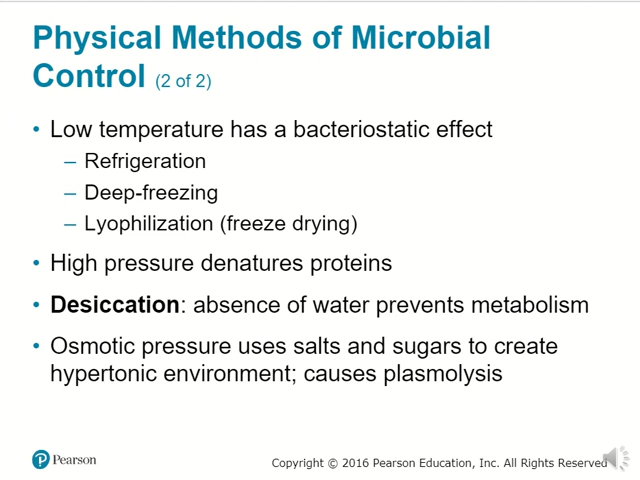 Physical Methods of Microbial
Control (2 of 2)
• Low temperature has a bacteriostatic effect
– Refrigeration
– Deep-freezing
– Lyophilization (freeze drying)
• High pressure denatures proteins
• Desiccation: absence of water prevents metabolism
• Osmotic pressure uses salts and sugars to create
hypertonic environment; causes plasmolysis
Pearson
Copyright © 2016 Pearson Education, Inc. All Rights Reserved